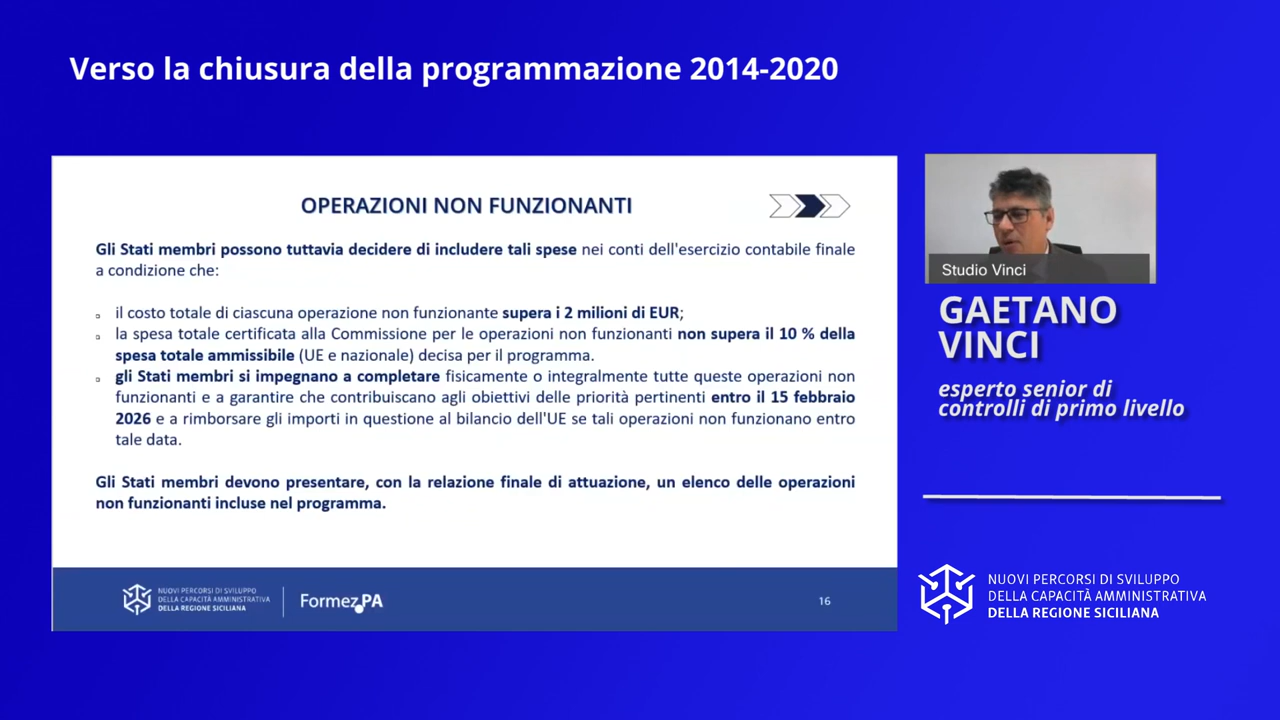 Verso la chiusura della programmazione 2014-2020
OPERAZIONI NON FUNZIONANTI
Gli Stati membri possono tuttavia decidere di includere tali spese nei conti dell'esercizio contabile finale
a condizione che:
il costo totale di ciascuna operazione non funzionante supera i 2 milioni di EUR;
la spesa totale certificata alla Commissione per le operazioni non funzionanti non supera il 10 % della
spesa totale ammissibile (UE e nazionale) decisa per il programma.
gli Stati membri si impegnano a completare fisicamente o integralmente tutte queste operazioni non
funzionanti e a garantire che contribuiscano agli obiettivi delle priorità pertinenti entro il 15 febbraio
2026 e a rimborsare gli importi in questione al bilancio dell'UE se tali operazioni non funzionano entro
tale data.
Gli Stati membri devono presentare, con la relazione finale di attuazione, un elenco delle operazioni
non funzionanti incluse nel programma.
NUOVI PERCORSI DI SVILUPPO
DELLA CAPACITÀ AMMINISTRATIVA
DELLA REGIONE SICILIANA
Formez PA
16
Studio Vinci
GAETANO
VINCI
esperto senior di
controlli di primo livello
NUOVI PERCORSI DI SVILUPPO
DELLA CAPACITÀ AMMINISTRATIVA
DELLA REGIONE SICILIANA